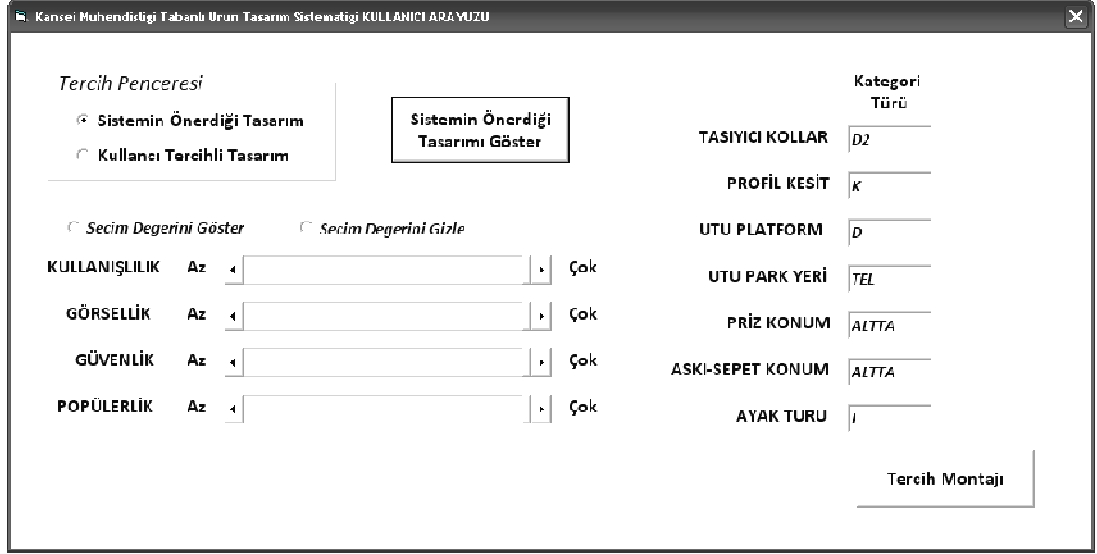 Kansei Muhendisligi Tabanlı Urun Tasarım Sistematigi KULLANICI ARAYUZU
Tercih Penceresi
Sistemin Önerdiği Tasarım
Kullancı Tercihli Tasarım
Sistemin Önerdiği
Tasarımı Göster
Secim Degerini Göster
Secim Degerini Gizle
KULLANIŞLILIK Az Çok
GÖRSELLİK Az Çok
GÜVENLİK Az Çok
POPÜLERLİK Az Çok
Kategori
Türü
TASIYICI KOLLAR D2
PROFİL KESİT K
UTU PLATFORM D
UTU PARK YERİ TEL
PRİZ KONUM ALTTA
ASKI-SEPET KONUM ALTTA
AYAK TURU I
Tercih Montajı